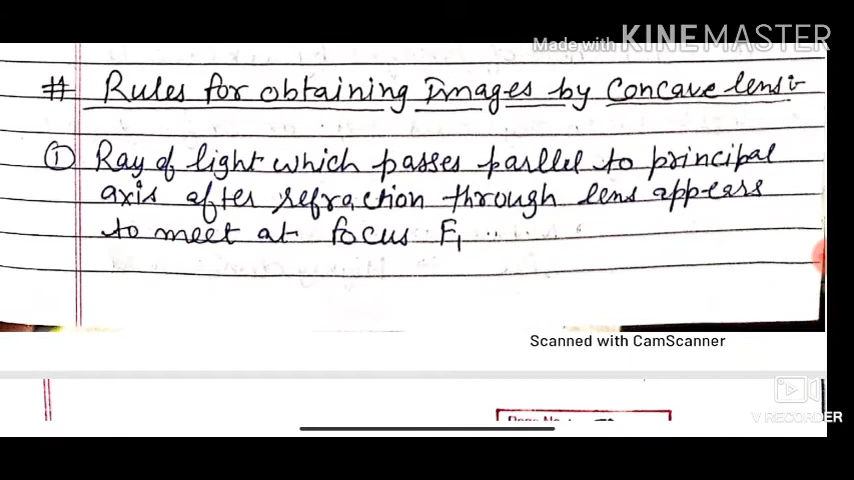 Made with KINEMASTER
# Rules for obtaining Images by Concave lens:-
① Ray of light which passes parllel to principal
axis after refraction through lens appears
to meet at focus F₁
Scanned with CamScanner
V RECORDER